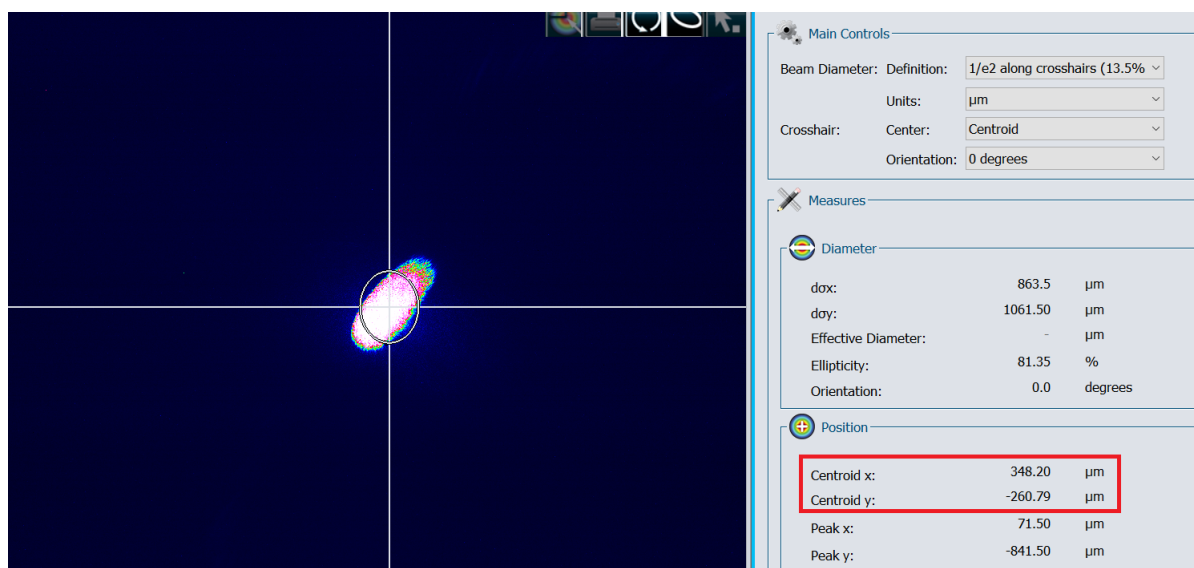 Main Controls
Beam Diameter: Definition: 1/e2 along crosshairs (13.5%
Units: µm
Crosshair: Center: Centroid
Orientation: 0 degrees
Measures
Diameter
dσx: 863.5 µm
dσy: 1061.50 µm
Effective Diameter: - µm
Ellipticity: 81.35 %
Orientation: 0.0 degrees
Position
Centroid x: 348.20 µm
Centroid y: -260.79 µm
Peak x: 71.50 µm
Peak y: -841.50 µm